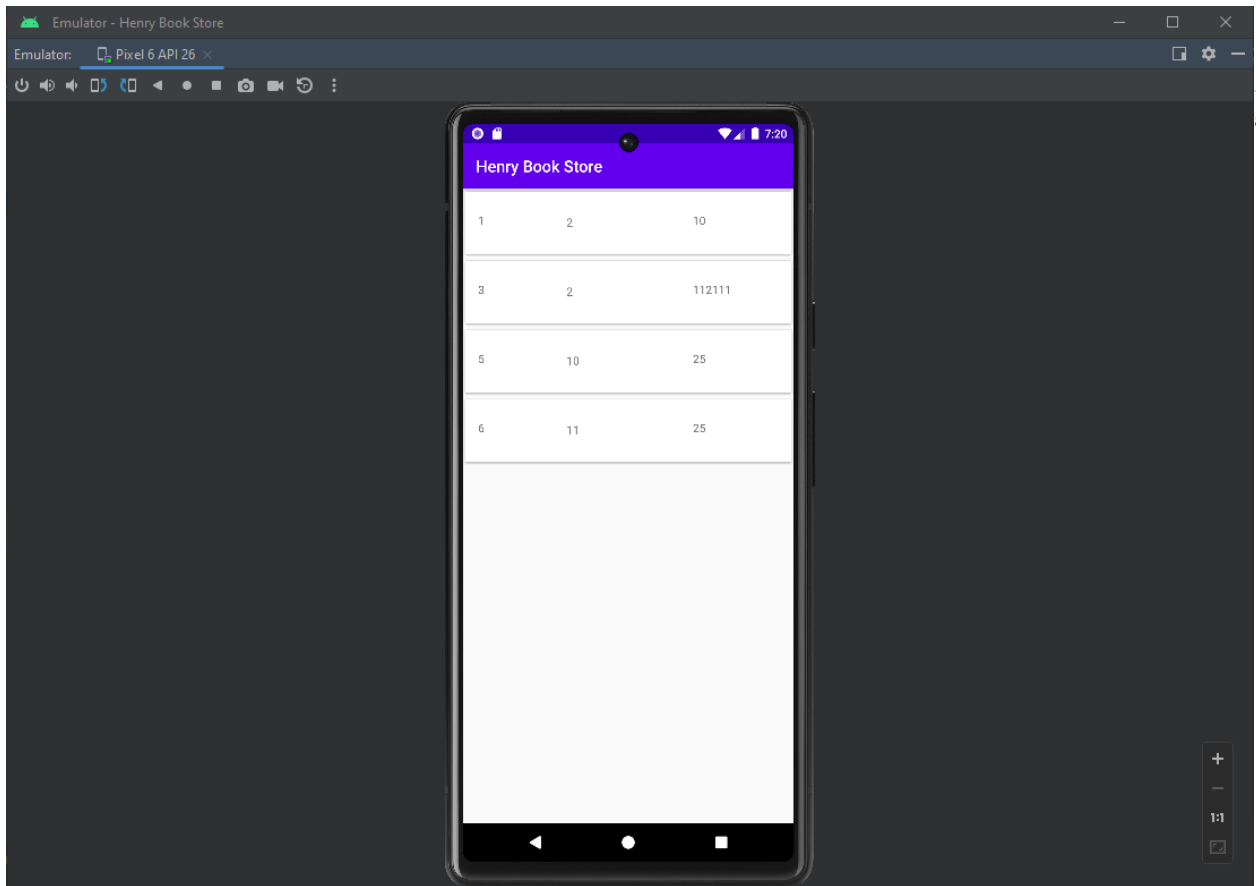 Emulator - Henry Book Store
Emulator: Pixel 6 API 26
7:20
Henry Book Store
1 2 10
3 2 112111
5 10 25
6 11 25
1:1